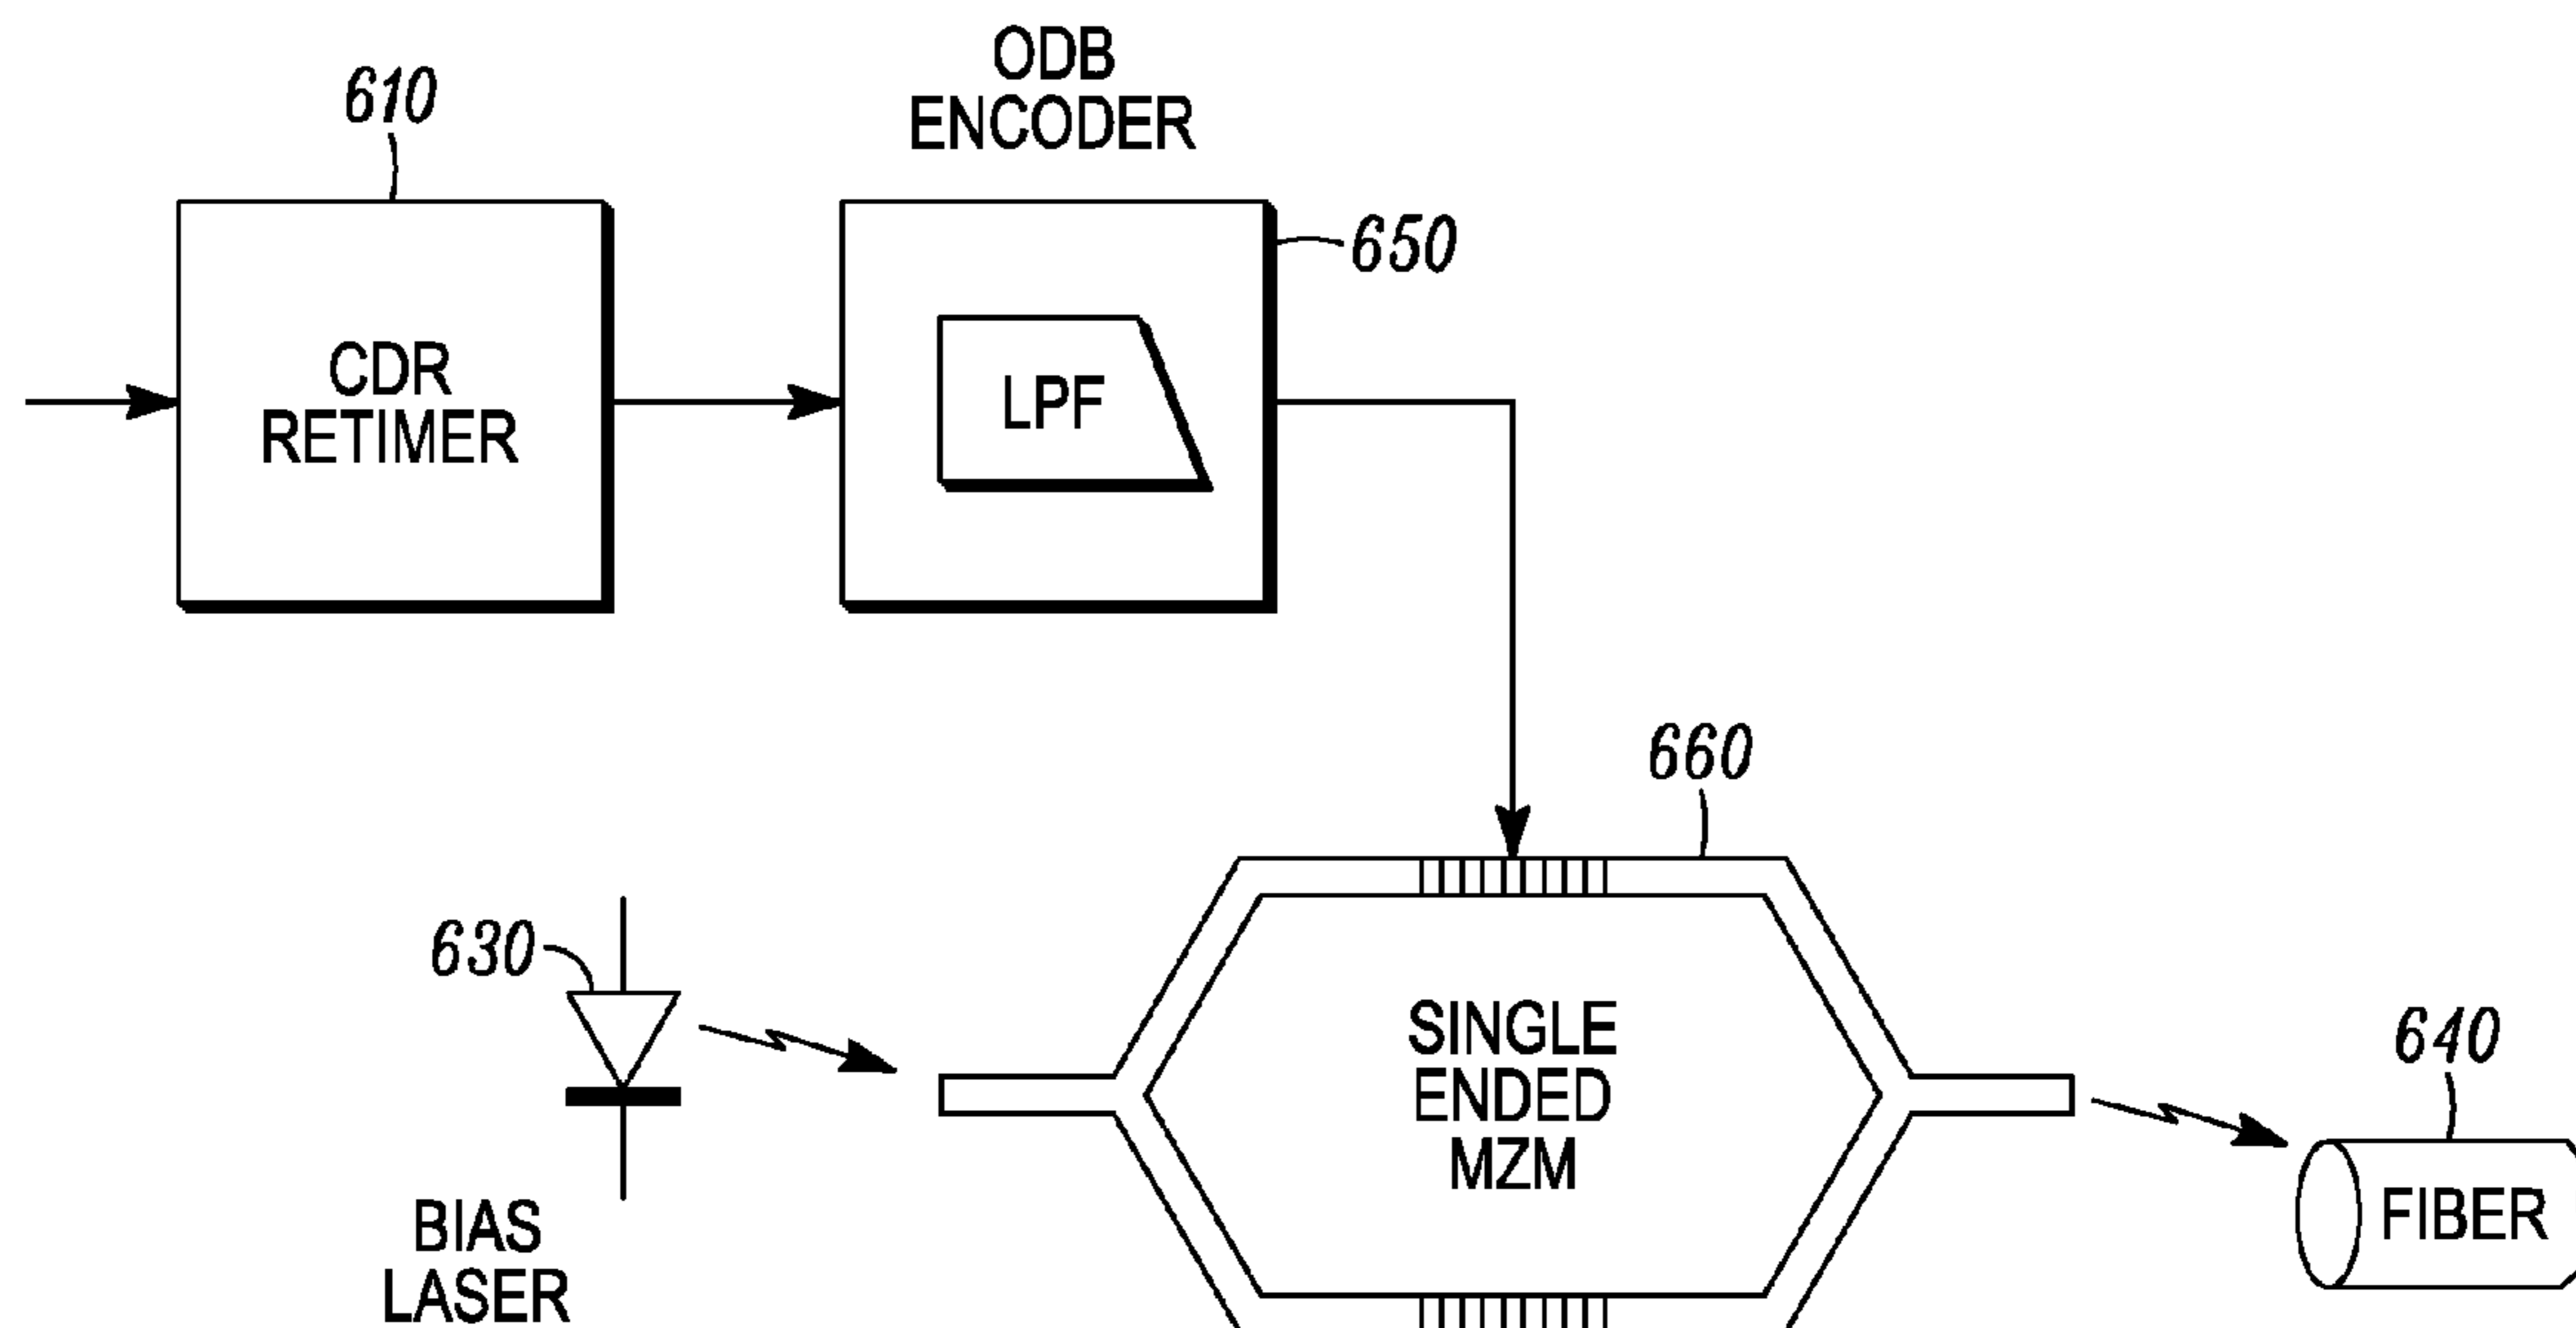 ODB
ENCODER
610
650
CDR
RETIMER
LPF
660
630
SINGLE
ENDED
MZM
640
FIBER
BIAS
LASER